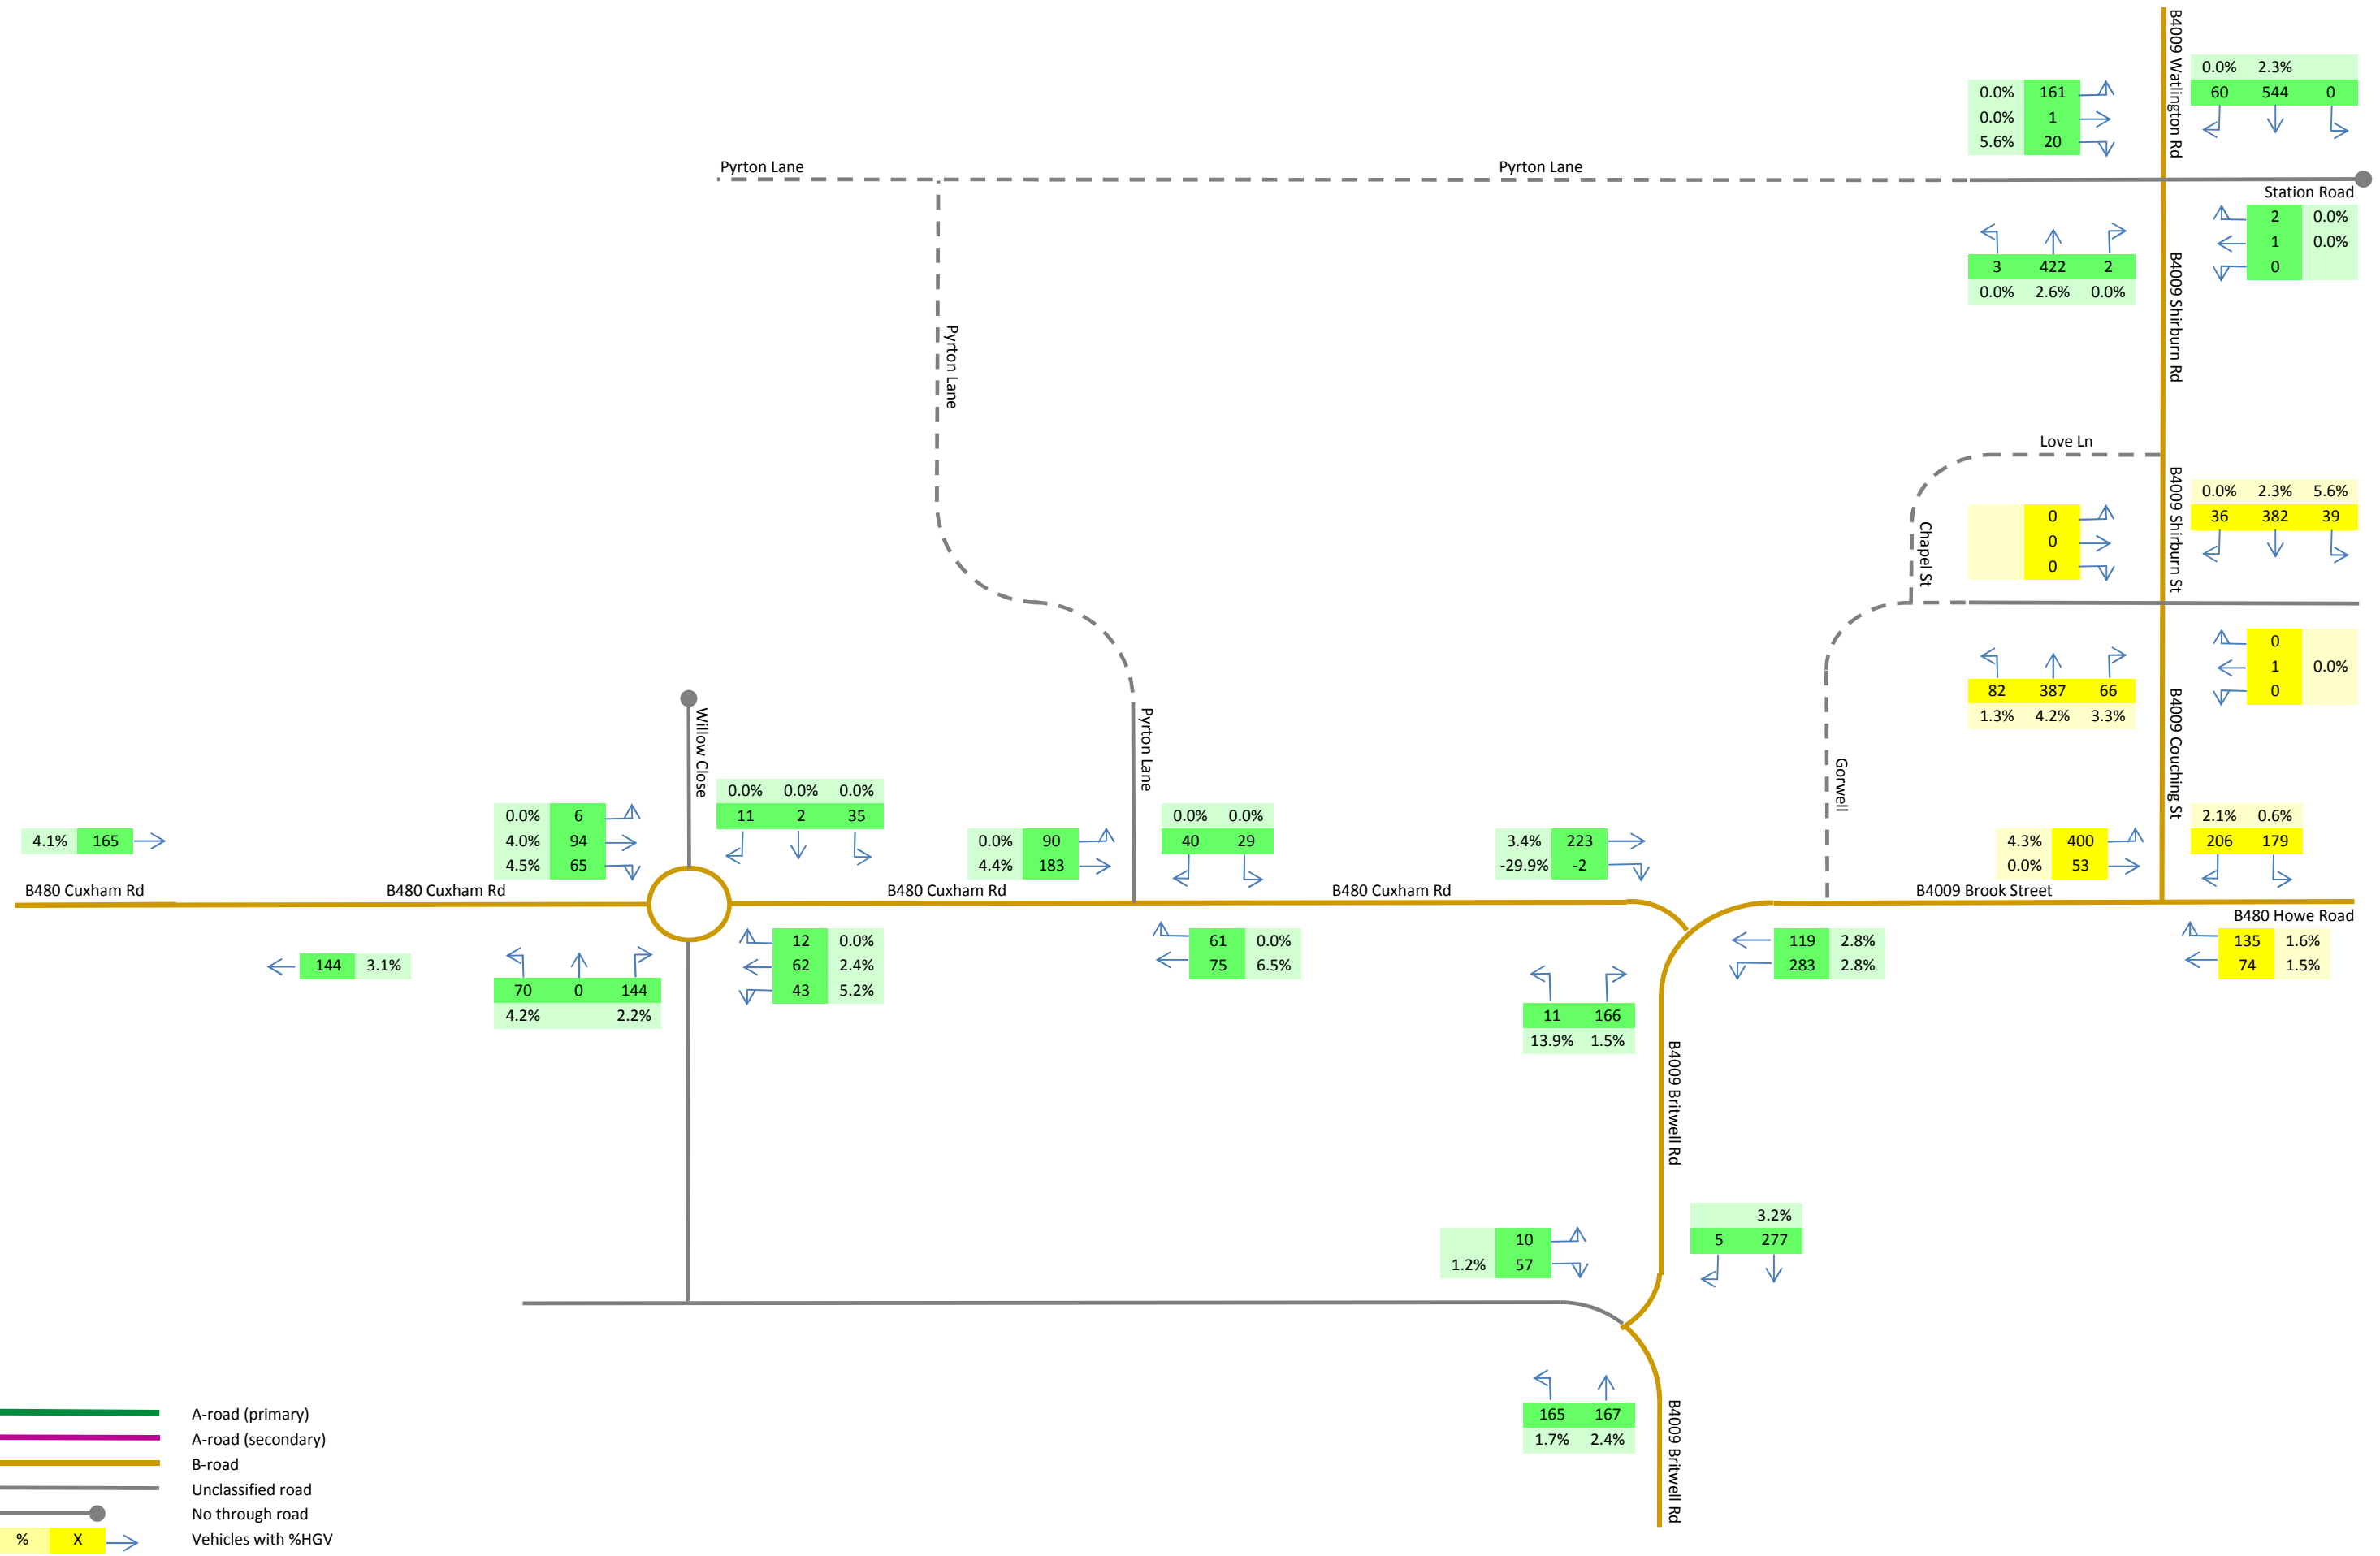 B4009 Watlington Rd
0.0% 2.3%
60 544 0
0.0% 161
0.0% 1
5.6% 20
Pyrton Lane
Pyrton Lane
Station Road
2 0.0%
1 0.0%
0
3 422 2
0.0% 2.6% 0.0%
B4009 Shirburn Rd
Pyrton Lane
Love Ln
B4009 Shirburn St
0.0% 2.3% 5.6%
36 382 39
0
0
0
Chapel St
0
1 0.0%
0
82 387 66
1.3% 4.2% 3.3%
B4009 Couching St
Willow Close
Pyrton Lane
Gorwell
4.1% 165
0.0% 6
4.0% 94
4.5% 65
0.0% 0.0% 0.0%
11 2 35
0.0% 90
4.4% 183
0.0% 0.0%
40 29
3.4% 223
-29.9% -2
4.3% 400
0.0% 53
2.1% 0.6%
206 179
B480 Cuxham Rd
B480 Cuxham Rd
B480 Cuxham Rd
B480 Cuxham Rd
B4009 Brook Street
B480 Howe Road
144 3.1%
70 0 144
4.2% 2.2%
12 0.0%
62 2.4%
43 5.2%
61 0.0%
75 6.5%
11 166
13.9% 1.5%
119 2.8%
283 2.8%
135 1.6%
74 1.5%
B4009 Britwell Rd
10
1.2% 57
3.2%
5 277
165 167
1.7% 2.4%
B4009 Britwell Rd
A-road (primary)
A-road (secondary)
B-road
Unclassified road
No through road
% X Vehicles with %HGV